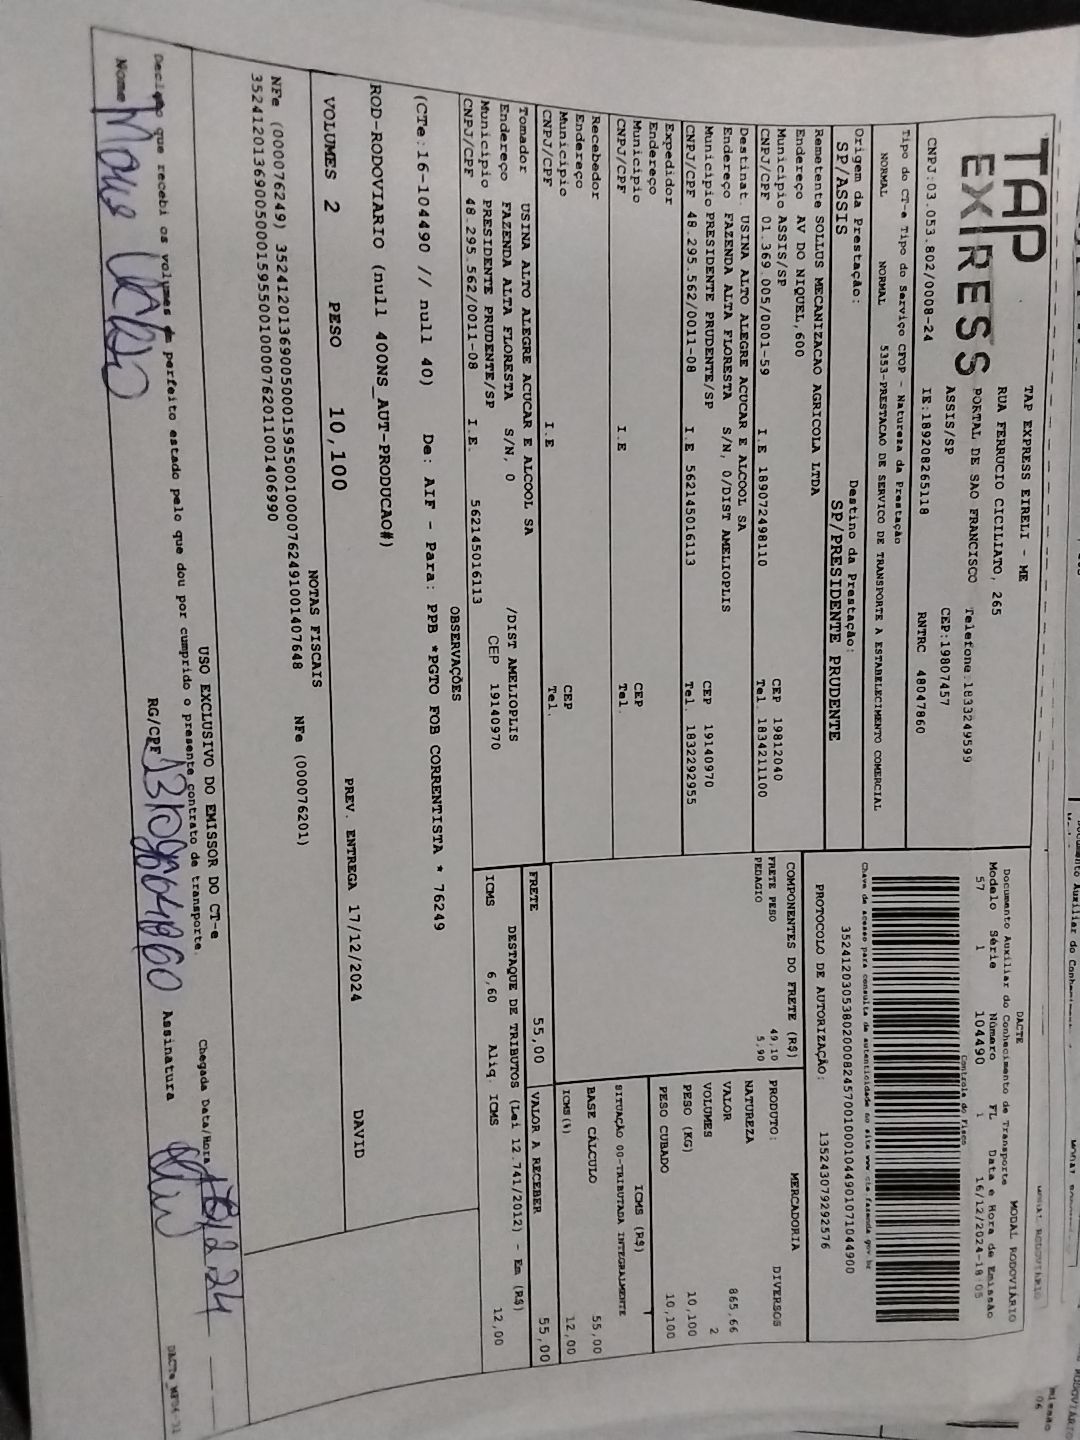 TAP
EXPRESS
TAP EXPRESS EIRELI - ME
RUA FERRUCIO CICILIATO, 265
PORTAL DE SAO FRANCISCO Telefone:1833249599
ASSIS/SP CEP:19807457
CNPJ:03.053.802/0008-24 IE:189208265118 RNTRC 48047860
Tipo do CT-e Tipo do Serviço CFOP - Natureza da Prestação
NORMAL NORMAL 5353-PRESTACAO DE SERVICO DE TRANSPORTE A ESTABELECIMENTO COMERCIAL
Origem da Prestação: Destino da Prestação:
SP/ASSIS SP/PRESIDENTE PRUDENTE
Remetente SOLLUS MECANIZACAO AGRICOLA LTDA
Endereço AV DO NIQUEL,600
Municipio ASSIS/SP CEP 19812040
CNPJ/CPF 01.369.005/0001-59 I.E 189072498110 Tel. 1834211100
Destinat. USINA ALTO ALEGRE ACUCAR E ALCOOL SA
Endereço FAZENDA ALTA FLORESTA S/N, 0/DIST AMELIOPLIS
Municipio PRESIDENTE PRUDENTE/SP CEP 19140970
CNPJ/CPF 48.295.562/0011-08 I.E 562145016113 Tel. 1832292955
Expedidor
Endereço
Municipio CEP
CNPJ/CPF I.E Tel.
Recebedor
Endereço
Municipio CEP
CNPJ/CPF I.E Tel.
Tomador USINA ALTO ALEGRE ACUCAR E ALCOOL SA
Endereço FAZENDA ALTA FLORESTA S/N, 0 /DIST AMELIOPLIS
Municipio PRESIDENTE PRUDENTE/SP CEP 19140970
CNPJ/CPF 48.295.562/0011-08 I.E. 562145016113
DACTE MODAL RODOVIÁRIO
Documento Auxiliar do Conhecimento de Transporte
Modelo Série Número FL Data e Hora de Emissão
57 1 104490 1 16/12/2024-18:05
Controle do Fisco
Chave de acesso para consulta de autenticidade no site www.cte.fazenda.gov.br
35241203053802000824570010001044901071044900
PROTOCOLO DE AUTORIZAÇÃO: 135243079292576
COMPONENTES DO FRETE (R$)
FRETE PESO 49,10
PEDAGIO 5,90
MERCADORIA
PRODUTO: DIVERSOS
NATUREZA
VALOR 865,66
VOLUMES 2
PESO (KG) 10,100
PESO CUBADO 10,100
ICMS (R$)
SITUAÇÃO 00-TRIBUTADA INTEGRALMENTE
BASE CÁLCULO 55,00
ICMS (%) 12,00
FRETE 55,00 VALOR A RECEBER 55,00
DESTAQUE DE TRIBUTOS (Lei 12.741/2012) - Em (R$)
ICMS 6,60 Aliq. ICMS 12,00
OBSERVAÇÕES
(CTe:16-104490 // null 40) De: AIF - Para: PPB *PGTO FOB CORRENTISTA * 76249
ROD-RODOVIARIO (null 400NS_AUT-PRODUCAO#)
VOLUMES 2 PESO 10,100 PREV. ENTREGA 17/12/2024 DAVID
NOTAS FISCAIS
NFe (000076249) 35241201369005000159550010000762491001407648 NFe (000076201)
35241201369005000159550010000762011001406990
USO EXCLUSIVO DO EMISSOR DO CT-e
Declaro que recebi os volumes em perfeito estado pelo que dou por cumprido o presente contrato de transporte.
Chegada Data/Hora
Nome RG/CPF Assinatura
DACTe